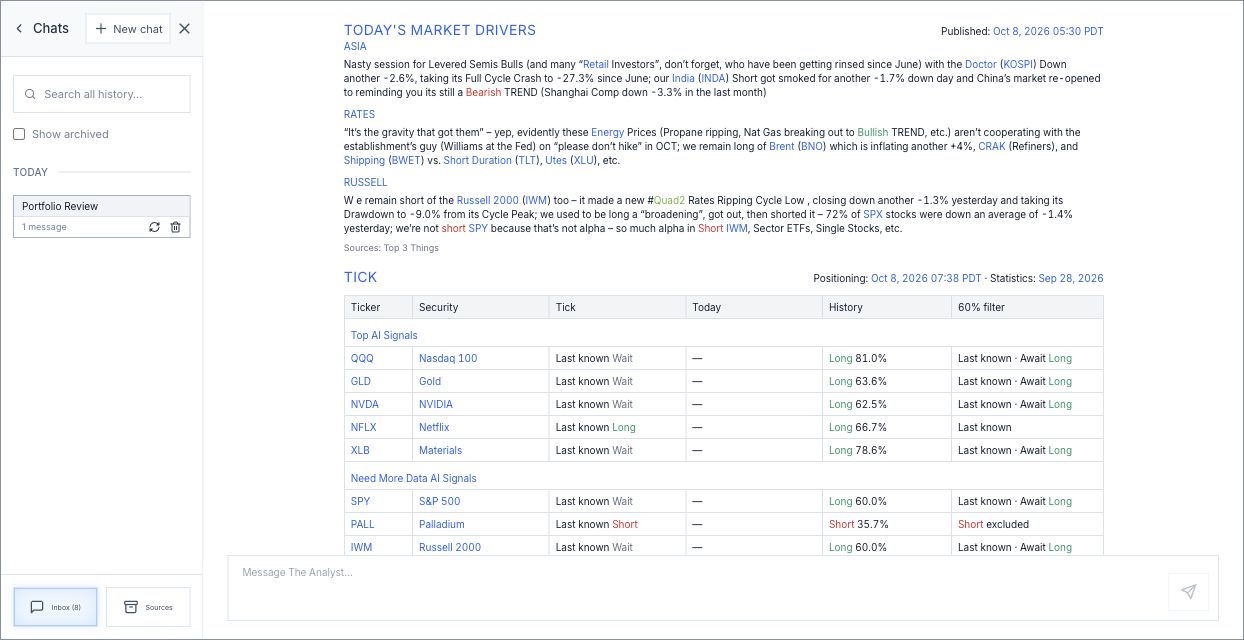 Chats
New chat
Search all history...
Show archived
TODAY
Portfolio Review
1 message
Inbox (8)
Sources
TODAY'S MARKET DRIVERS
Published: Oct 8, 2026 05:30 PDT
ASIA
Nasty session for Levered Semis Bulls (and many “Retail Investors”, don’t forget, who have been getting rinsed since June) with the Doctor (KOSPI) Down
another -2.6%, taking its Full Cycle Crash to -27.3% since June; our India (INDA) Short got smoked for another -1.7% down day and China’s market re-opened
to reminding you its still a Bearish TREND (Shanghai Comp down -3.3% in the last month)
RATES
“It’s the gravity that got them” – yep, evidently these Energy Prices (Propane ripping, Nat Gas breaking out to Bullish TREND, etc.) aren’t cooperating with the
establishment’s guy (Williams at the Fed) on “please don’t hike” in OCT; we remain long of Brent (BNO) which is inflating another +4%, CRAK (Refiners), and
Shipping (BWET) vs. Short Duration (TLT), Utes (XLU), etc.
RUSSELL
W e remain short of the Russell 2000 (IWM) too – it made a new #Quad2 Rates Ripping Cycle Low , closing down another -1.3% yesterday and taking its
Drawdown to -9.0% from its Cycle Peak; we used to be long a “broadening”, got out, then shorted it – 72% of SPX stocks were down an average of -1.4%
yesterday; we’re not short SPY because that’s not alpha – so much alpha in Short IWM, Sector ETFs, Single Stocks, etc.
Sources: Top 3 Things
TICK
Positioning: Oct 8, 2026 07:38 PDT · Statistics: Sep 28, 2026
Ticker Security Tick Today History 60% filter
Top AI Signals
QQQ Nasdaq 100 Last known Wait — Long 81.0% Last known · Await Long
GLD Gold Last known Wait — Long 63.6% Last known · Await Long
NVDA NVIDIA Last known Wait — Long 62.5% Last known · Await Long
NFLX Netflix Last known Long — Long 66.7% Last known
XLB Materials Last known Wait — Long 78.6% Last known · Await Long
Need More Data AI Signals
SPY S&P 500 Last known Wait — Long 60.0% Last known · Await Long
PALL Palladium Last known Short — Short 35.7% Short excluded
IWM Russell 2000 Last known Wait — Long 60.0% Last known · Await Long
Message The Analyst...